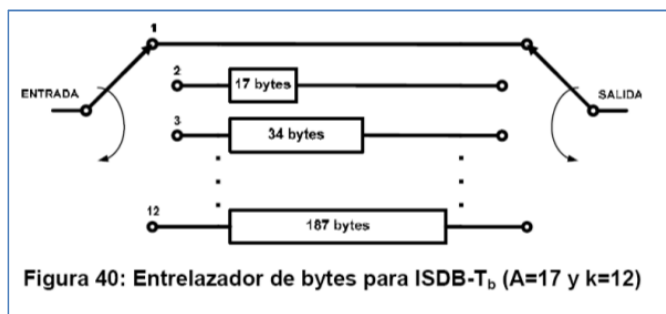 1
ENTRADA
SALIDA
2
17 bytes
3
34 bytes
12
187 bytes
Figura 40: Entrelazador de bytes para ISDB-Tb (A=17 y k=12)